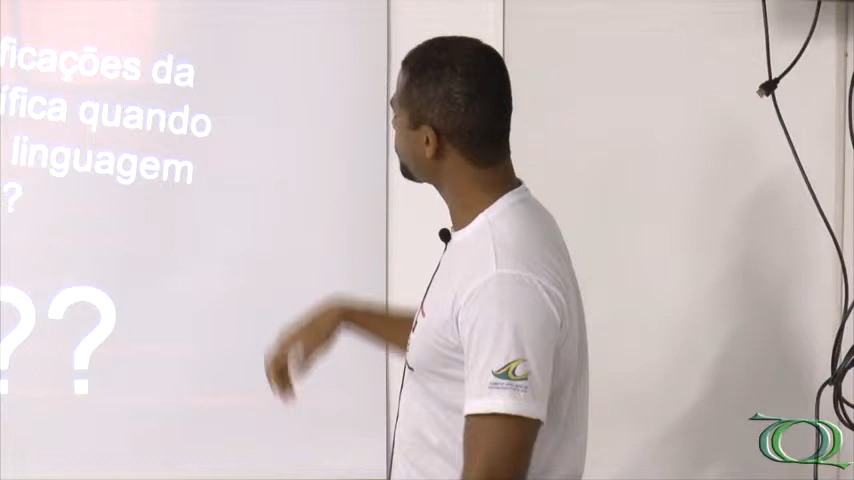 ficações da
ífica quando
linguagem
?
??